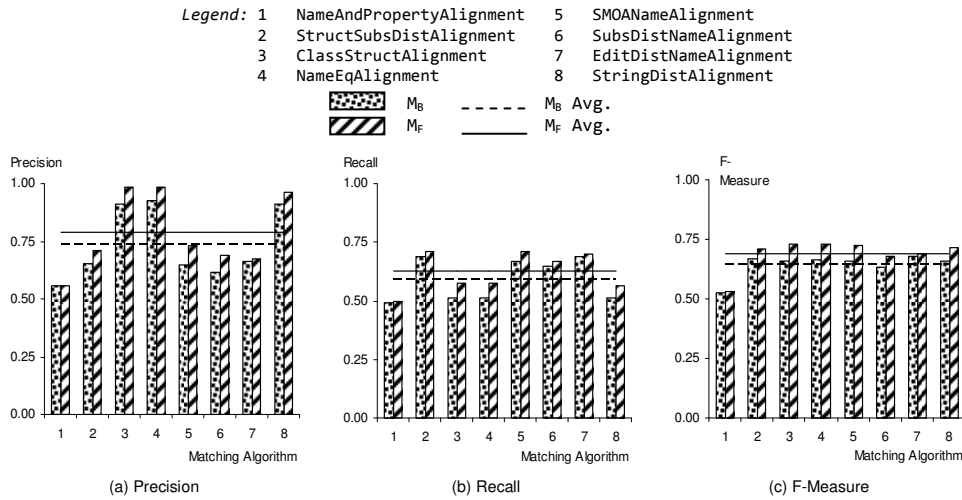 Legend: 1 NameAndPropertyAlignment 5 SMOANameAlignment
2 StructSubsDistAlignment 6 SubsDistNameAlignment
3 ClassStructAlignment 7 EditDistNameAlignment
4 NameEqAlignment 8 StringDistAlignment
M_B M_B Avg.
M_F M_F Avg.
Precision
1.00
0.75
0.50
0.25
0.00
1 2 3 4 5 6 7 8
Matching Algorithm
(a) Precision
Recall
1.00
0.75
0.50
0.25
0.00
1 2 3 4 5 6 7 8
Matching Algorithm
(b) Recall
F-
Measure
1.00
0.75
0.50
0.25
0.00
1 2 3 4 5 6 7 8
Matching Algorithm
(c) F-Measure